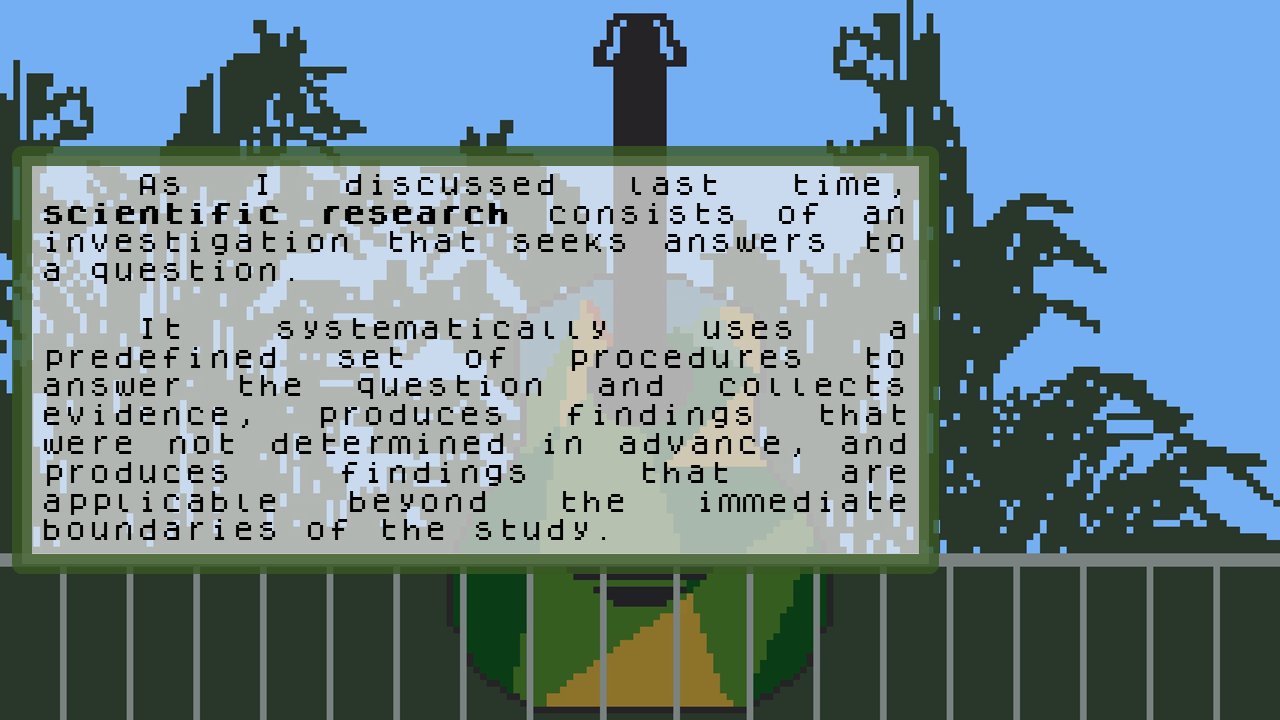 As I discussed last time,
scientific research consists of an
investigation that seeks answers to
a question.
It systematically uses a
predefined set of procedures to
answer the question and collects
evidence, produces findings that
were not determined in advance, and
produces findings that are
applicable beyond the immediate
boundaries of the study.